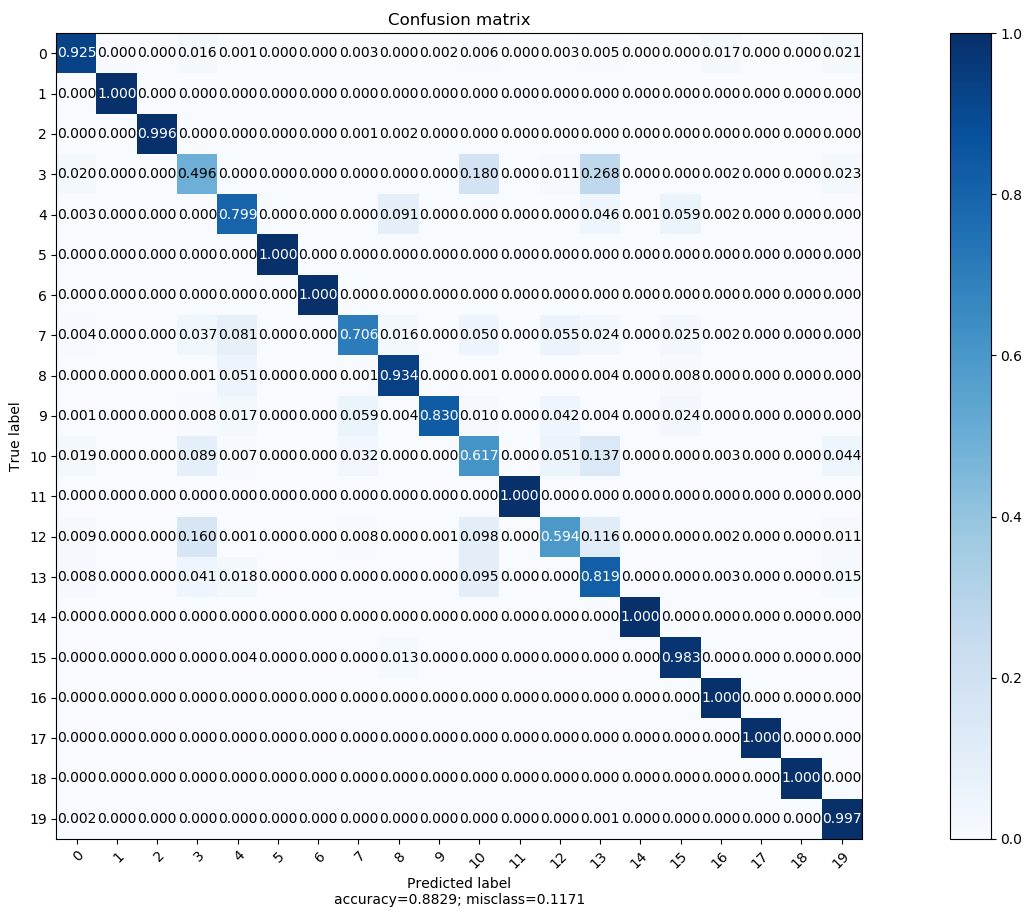 Confusion matrix
0 0.925 0.000 0.000 0.016 0.001 0.000 0.000 0.003 0.000 0.002 0.006 0.000 0.003 0.005 0.000 0.000 0.017 0.000 0.000 0.021 1.0
1 0.000 1.000 0.000 0.000 0.000 0.000 0.000 0.000 0.000 0.000 0.000 0.000 0.000 0.000 0.000 0.000 0.000 0.000 0.000 0.000
2 0.000 0.000 0.996 0.000 0.000 0.000 0.000 0.001 0.002 0.000 0.000 0.000 0.000 0.000 0.000 0.000 0.000 0.000 0.000 0.000
3 0.020 0.000 0.000 0.496 0.000 0.000 0.000 0.000 0.000 0.000 0.180 0.000 0.011 0.268 0.000 0.000 0.002 0.000 0.000 0.023
4 0.003 0.000 0.000 0.000 0.799 0.000 0.000 0.000 0.091 0.000 0.000 0.000 0.000 0.046 0.001 0.059 0.002 0.000 0.000 0.000 0.8
5 0.000 0.000 0.000 0.000 0.000 1.000 0.000 0.000 0.000 0.000 0.000 0.000 0.000 0.000 0.000 0.000 0.000 0.000 0.000 0.000
6 0.000 0.000 0.000 0.000 0.000 0.000 1.000 0.000 0.000 0.000 0.000 0.000 0.000 0.000 0.000 0.000 0.000 0.000 0.000 0.000
7 0.004 0.000 0.000 0.037 0.081 0.000 0.000 0.706 0.016 0.000 0.050 0.000 0.055 0.024 0.000 0.025 0.002 0.000 0.000 0.000 0.6
8 0.000 0.000 0.000 0.001 0.051 0.000 0.000 0.001 0.934 0.000 0.001 0.000 0.000 0.004 0.000 0.008 0.000 0.000 0.000 0.000
9 0.001 0.000 0.000 0.008 0.017 0.000 0.000 0.059 0.004 0.830 0.010 0.000 0.042 0.004 0.000 0.024 0.000 0.000 0.000 0.000
True label
10 0.019 0.000 0.000 0.089 0.007 0.000 0.000 0.032 0.000 0.000 0.617 0.000 0.051 0.137 0.000 0.000 0.003 0.000 0.000 0.044
11 0.000 0.000 0.000 0.000 0.000 0.000 0.000 0.000 0.000 0.000 0.000 1.000 0.000 0.000 0.000 0.000 0.000 0.000 0.000 0.000 0.4
12 0.009 0.000 0.000 0.160 0.001 0.000 0.000 0.008 0.000 0.001 0.098 0.000 0.594 0.116 0.000 0.000 0.002 0.000 0.000 0.011
13 0.008 0.000 0.000 0.041 0.018 0.000 0.000 0.000 0.000 0.000 0.095 0.000 0.000 0.819 0.000 0.000 0.003 0.000 0.000 0.015
14 0.000 0.000 0.000 0.000 0.000 0.000 0.000 0.000 0.000 0.000 0.000 0.000 0.000 0.000 1.000 0.000 0.000 0.000 0.000 0.000
15 0.000 0.000 0.000 0.000 0.004 0.000 0.000 0.000 0.013 0.000 0.000 0.000 0.000 0.000 0.000 0.983 0.000 0.000 0.000 0.000 0.2
16 0.000 0.000 0.000 0.000 0.000 0.000 0.000 0.000 0.000 0.000 0.000 0.000 0.000 0.000 0.000 0.000 1.000 0.000 0.000 0.000
17 0.000 0.000 0.000 0.000 0.000 0.000 0.000 0.000 0.000 0.000 0.000 0.000 0.000 0.000 0.000 0.000 0.000 1.000 0.000 0.000
18 0.000 0.000 0.000 0.000 0.000 0.000 0.000 0.000 0.000 0.000 0.000 0.000 0.000 0.000 0.000 0.000 0.000 0.000 1.000 0.000
19 0.002 0.000 0.000 0.000 0.000 0.000 0.000 0.000 0.000 0.000 0.000 0.000 0.000 0.001 0.000 0.000 0.000 0.000 0.000 0.997 0.0
0 1 2 3 4 5 6 7 8 9 10 11 12 13 14 15 16 17 18 19
Predicted label
accuracy=0.8829; misclass=0.1171